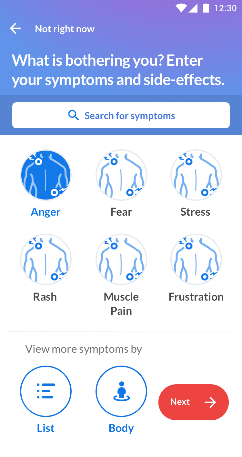 12:30
Not right now
What is bothering you? Enter
your symptoms and side-effects.
Search for symptoms
Anger Fear Stress
Rash Muscle Frustration
Pain
View more symptoms by
Next
List Body